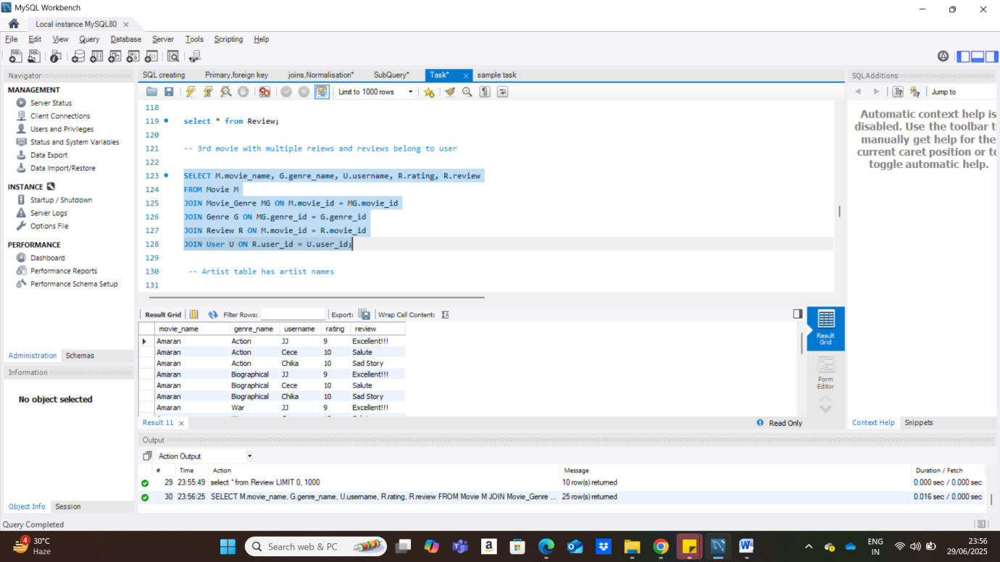 MySQL Workbench
Local instance MySQL80
File Edit View Query Database Server Tools Scripting Help
Navigator
MANAGEMENT
Server Status
Client Connections
Users and Privileges
Status and System Variables
Data Export
Data Import/Restore
INSTANCE
Startup / Shutdown
Server Logs
Options File
PERFORMANCE
Dashboard
Performance Reports
Performance Schema Setup
Administration Schemas
Information
No object selected
Object Info Session
Query Completed
SQL creating Primary,foreign key joins,Normalisation* SubQuery* Task* sample task
Limit to 1000 rows
118
119 select * from Review;
120
121 -- 3rd movie with multiple reiews and reviews belong to user
122
123 SELECT M.movie_name, G.genre_name, U.username, R.rating, R.review
124 FROM Movie M
125 JOIN Movie_Genre MG ON M.movie_id = MG.movie_id
126 JOIN Genre G ON MG.genre_id = G.genre_id
127 JOIN Review R ON M.movie_id = R.movie_id
128 JOIN User U ON R.user_id = U.user_id;
129
130 -- Artist table has artist names
131
Result Grid Filter Rows: Export: Wrap Cell Content:
movie_name genre_name username rating review
Amaran Action JJ 9 Excellent!!!
Amaran Action Cece 10 Salute
Amaran Action Chika 10 Sad Story
Amaran Biographical JJ 9 Excellent!!!
Amaran Biographical Cece 10 Salute
Amaran Biographical Chika 10 Sad Story
Amaran War JJ 9 Excellent!!!
Result Grid
Form Editor
Result 11
Read Only
Output
Action Output
# Time Action Message Duration / Fetch
29 23:55:49 select * from Review LIMIT 0, 1000 10 row(s) returned 0.000 sec / 0.000 sec
30 23:56:25 SELECT M.movie_name, G.genre_name, U.username, R.rating, R.review FROM Movie M JOIN Movie_Genre ... 25 row(s) returned 0.016 sec / 0.000 sec
SQLAdditions
Jump to
Automatic context help is
disabled. Use the toolbar t
manually get help for the
current caret position or to
toggle automatic help.
Context Help Snippets
4
30°C
Haze
Search web & PC
ENG
IN
23:56
29/06/2025